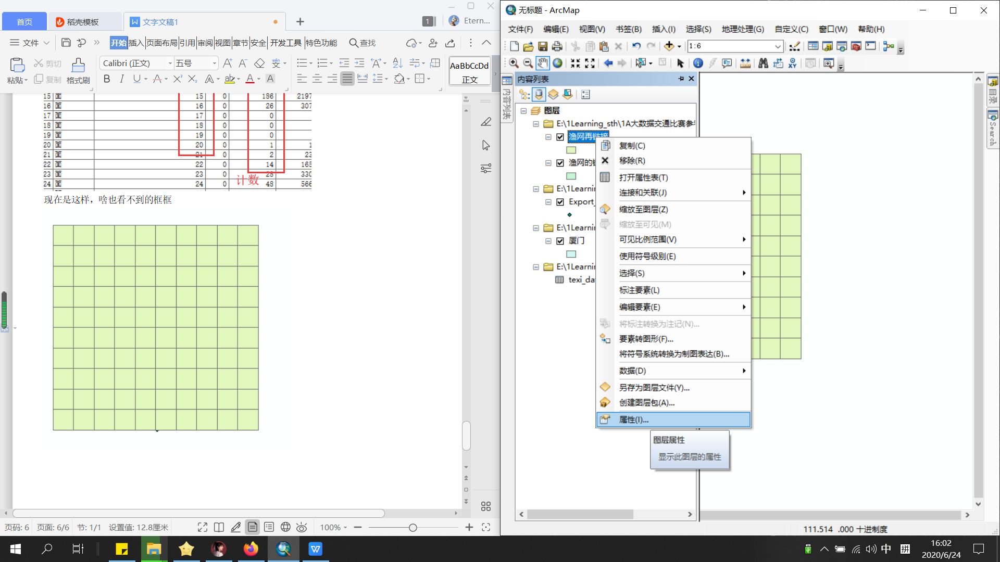 首页
稻壳模板
文字文稿1
1
Etern...
文件
开始 插入 页面布局 引用 审阅 视图 章节 安全 开发工具 特色功能 查找
粘贴
剪切
复制
格式刷
Calibri (正文)
五号
AaBbCcDd
正文
15 面 15 0 186 2197
16 面 16 0 26 307
17 面 17 0 0
18 面 18 0 0
19 面 19 0 0
20 面 20 0 1 1
21 面 21 0 2 23
22 面 22 0 14 165
23 面 23 0 28 330
24 面 24 0 48 566
计数
现在是这样，啥也看不到的框框
页码: 6 页面: 6/6 节: 1/1 设置值: 12.8厘米
100%
无标题 - ArcMap
文件(F) 编辑(E) 视图(V) 书签(B) 插入(I) 选择(S) 地理处理(G) 自定义(C) 窗口(W) 帮助(H)
1:6
内容列表
内容列表
图层
E:\1Learning_sth\1A大数据交通比赛参考
渔网再链接
渔网的链
E:\1Learnin
Export_
E:\1Learnin
厦门
E:\1Learnin
texi_da
复制(C)
移除(R)
打开属性表(T)
连接和关联(J)
缩放至图层(Z)
缩放至可见(M)
可见比例范围(V)
使用符号级别(E)
选择(S)
标注要素(L)
编辑要素(E)
将标注转换为注记(N)...
要素转图形(F)...
将符号系统转换为制图表达(B)...
数据(D)
另存为图层文件(Y)...
创建图层包(A)...
属性(I)...
图层属性
显示此图层的属性
目录
Search
111.514 .000 十进制度
中
拼
16:02
2020/6/24